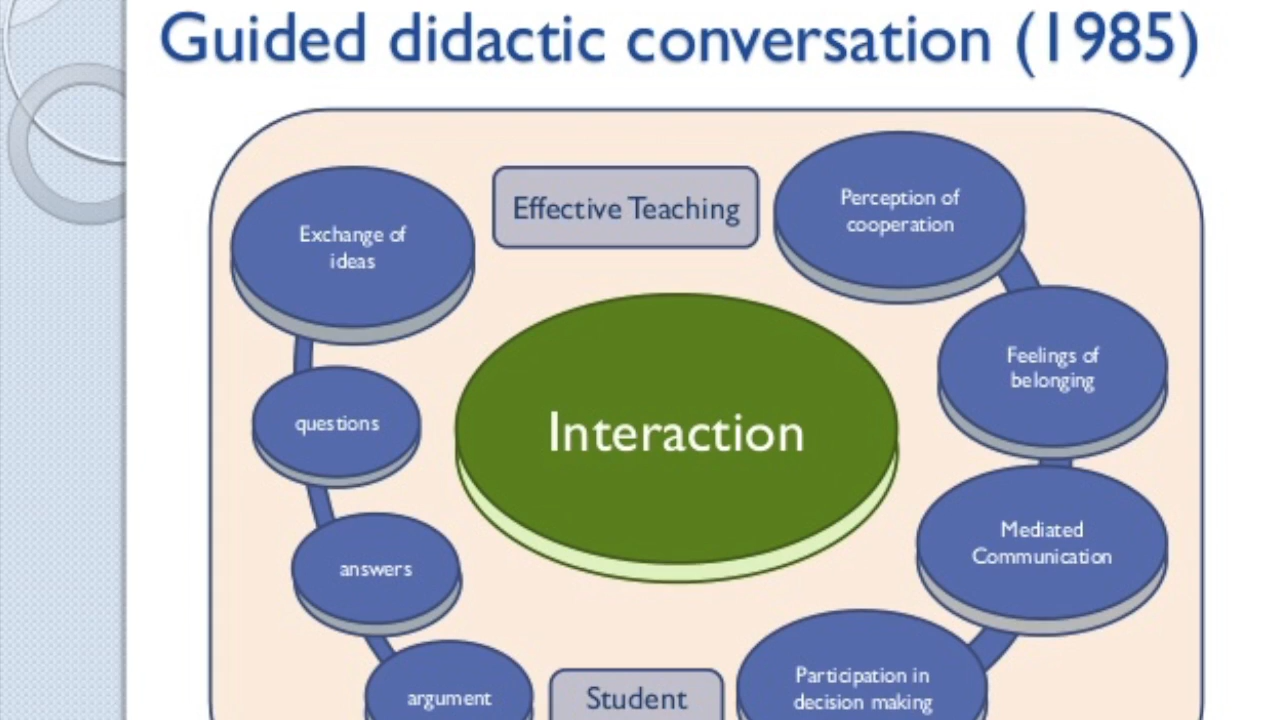 Guided didactic conversation (1985)
Effective Teaching
Exchange of
ideas
questions
answers
argument
Interaction
Perception of
cooperation
Feelings of
belonging
Mediated
Communication
Participation in
decision making
Student